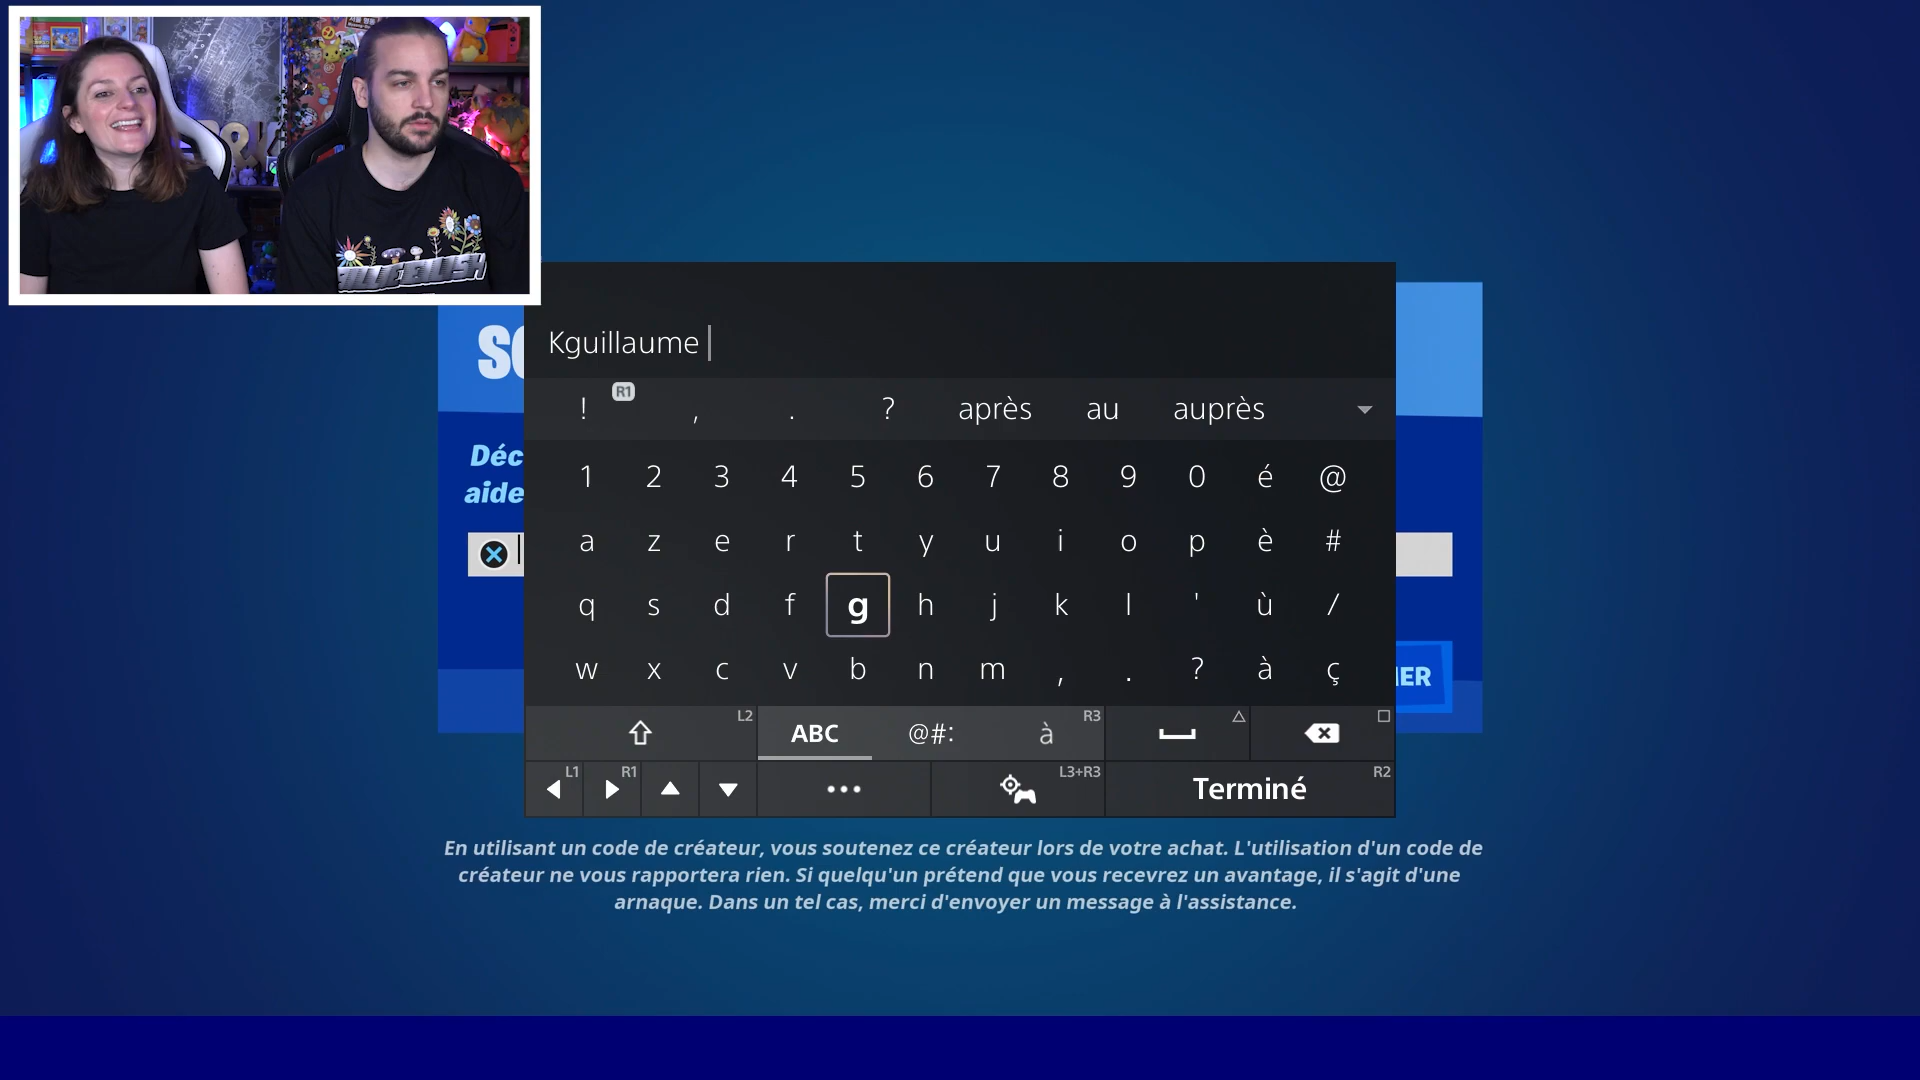 &K
Kguillaume
SO
! R1 , . ? après au auprès
Déc
aide
1 2 3 4 5 6 7 8 9 0 é @
a z e r t y u i o p è #
q s d f g h j k l ' ù /
w x c v b n m , . ? à ç
ER
L2 ABC @#: à R3
L1 R1 ••• L3+R3 Terminé R2
En utilisant un code de créateur, vous soutenez ce créateur lors de votre achat. L'utilisation d'un code de
créateur ne vous rapportera rien. Si quelqu'un prétend que vous recevrez un avantage, il s'agit d'une
arnaque. Dans un tel cas, merci d'envoyer un message à l'assistance.